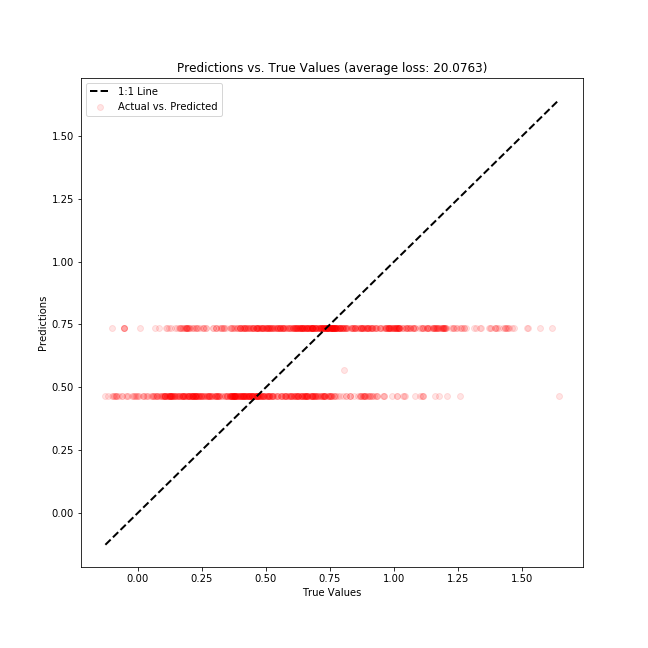 Predictions vs. True Values (average loss: 20.0763)
1:1 Line
Actual vs. Predicted
1.50
1.25
1.00
0.75
0.50
0.25
0.00
Predictions
0.00 0.25 0.50 0.75 1.00 1.25 1.50
True Values